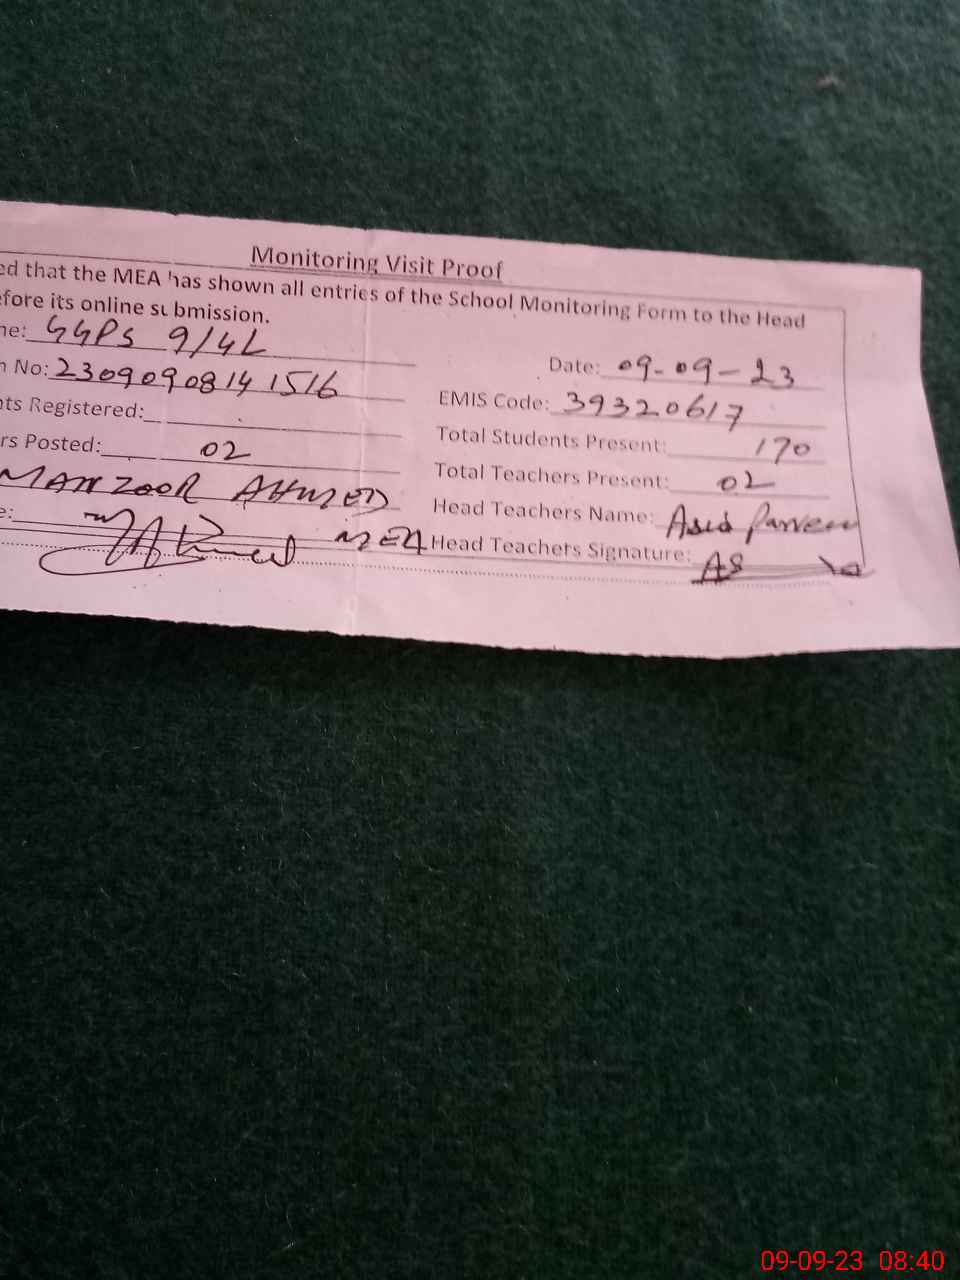 Monitoring Visit Proof
ed that the MEA has shown all entries of the School Monitoring Form to the Head
efore its online submission.
ne: GGPS 9/4L
Date: 09-09-23
n No: 23090908141516
EMIS Code: 39320617
nts Registered:
Total Students Present: 170
rs Posted: 02
Total Teachers Present: 02
MANZOOR AHMED
Head Teachers Name: Asia Parveen
e: MEA
Head Teachers Signature:
09-09-23 08:40